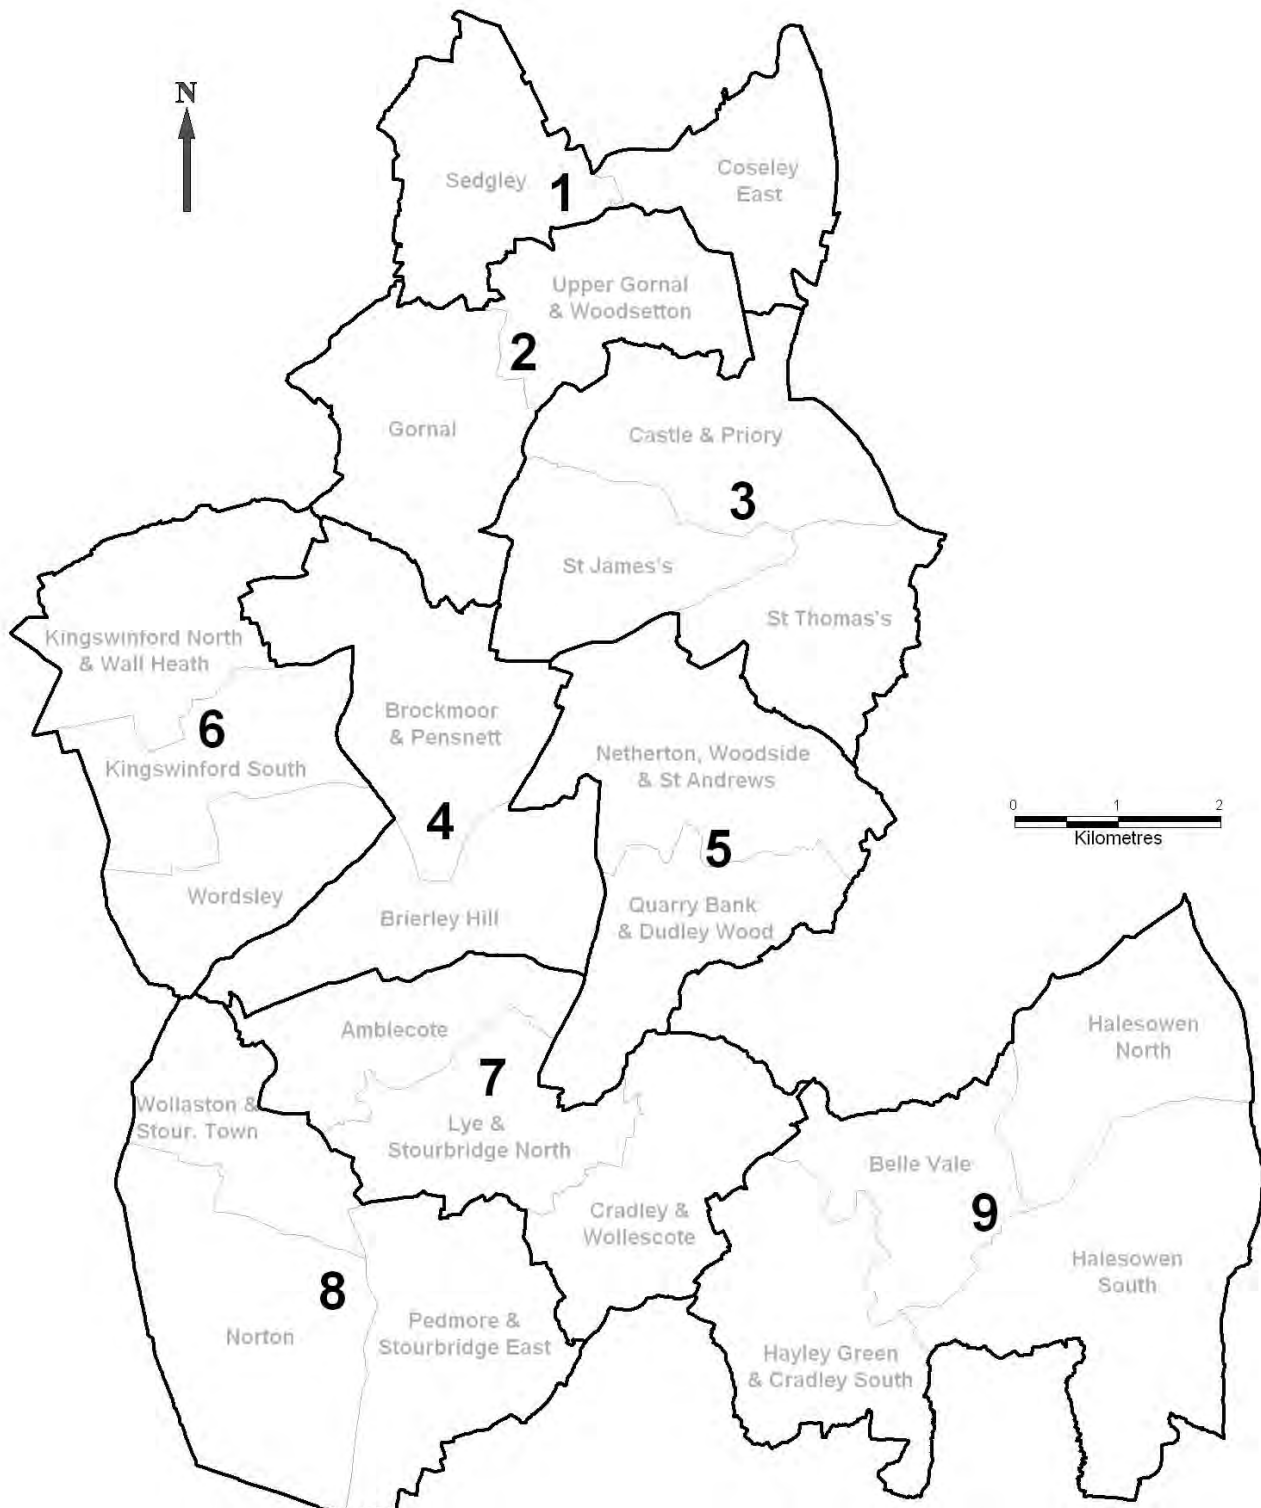 N
Sedgley
1
Coseley
East
Upper Gornal
& Woodsetton
2
Gornal
Castle & Priory
3
St James's
St Thomas's
Kingswinford North
& Wall Heath
6
Kingswinford South
Brockmoor
& Pensnett
4
Netherton, Woodside
& St Andrews
5
0 1 2
Kilometres
Wordsley
Brierley Hill
Quarry Bank
& Dudley Wood
Amblecote
7
Halesowen
North
Wollaston &
Stour. Town
Lye &
Stourbridge North
Belle Vale
9
Cradley &
Wollescote
Halesowen
South
8
Norton
Pedmore &
Stourbridge East
Hayley Green
& Cradley South